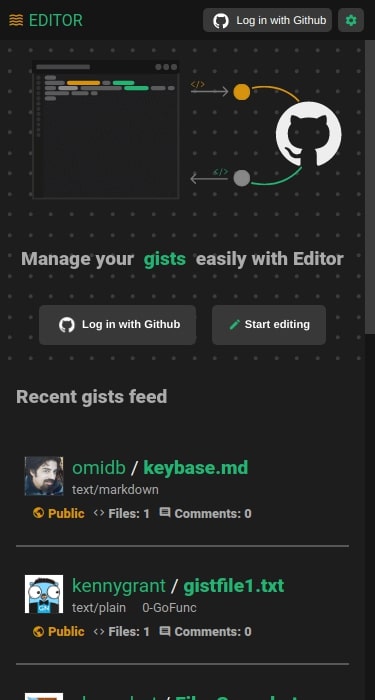 EDITOR
Log in with Github
</>
</>
Manage your gists easily with Editor
Log in with Github
Start editing
Recent gists feed
omidb / keybase.md
text/markdown
Public <> Files: 1 Comments: 0
kennygrant / gistfile1.txt
text/plain 0-GoFunc
Public <> Files: 1 Comments: 0